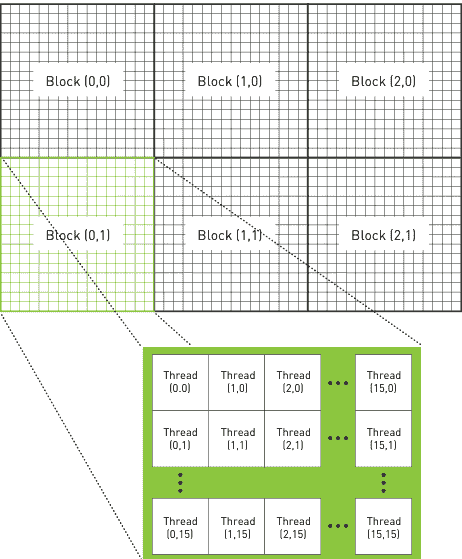 Block (0,0) Block (1,0) Block (2,0)
Block (0,1) Block (1,1) Block (2,1)
Thread Thread Thread Thread
(0.0) (1,0) (2,0) (15,0)
Thread Thread Thread Thread
(0,1) (1,1) (2,1) (15,1)
Thread Thread Thread Thread
(0,15) (1,15) (2,15) (15,15)